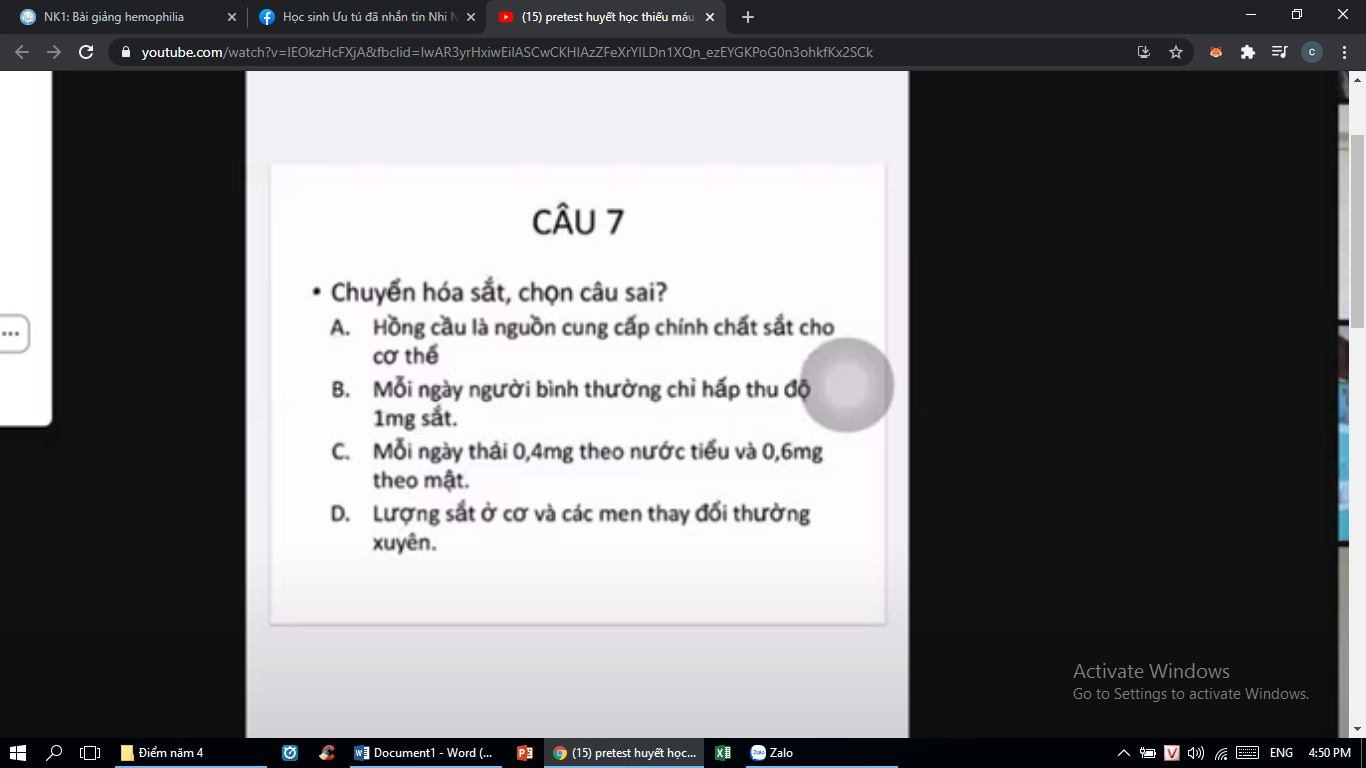 NK1: Bài giảng hemophilia
Học sinh Ưu tú đã nhắn tin Nhi N
(15) pretest huyết học thiếu máu
youtube.com/watch?v=IEOkzHcFXjA&fbclid=IwAR3yrHxiwEilASCwCKHIAzZFeXrYILDn1XQn_ezEYGKPoG0n3ohkfKx2SCk
c
CÂU 7
• Chuyển hóa sắt, chọn câu sai?
A. Hồng cầu là nguồn cung cấp chính chất sắt cho
cơ thể
B. Mỗi ngày người bình thường chỉ hấp thu độ
1mg sắt.
C. Mỗi ngày thải 0,4mg theo nước tiểu và 0,6mg
theo mật.
D. Lượng sắt ở cơ và các men thay đổi thường
xuyên.
Activate Windows
Go to Settings to activate Windows.
Điểm năm 4
Document1 - Word (...
(15) pretest huyết học...
Zalo
ENG
4:50 PM